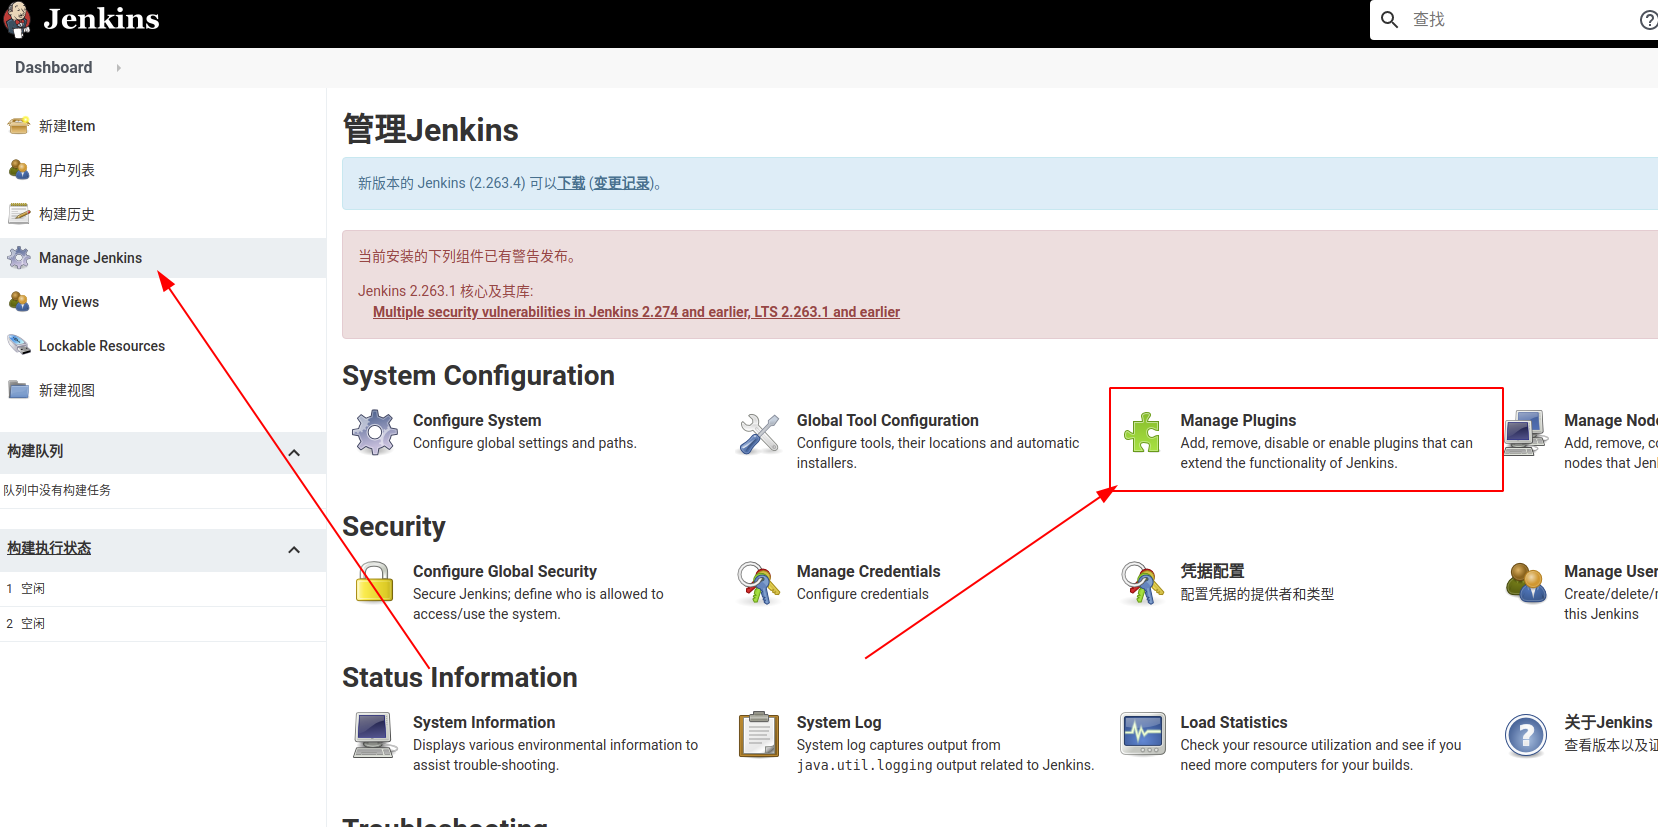 Jenkins
查找
Dashboard
新建Item
用户列表
构建历史
Manage Jenkins
My Views
Lockable Resources
新建视图
构建队列
队列中没有构建任务
构建执行状态
1 空闲
2 空闲
管理Jenkins
新版本的 Jenkins (2.263.4) 可以下载 (变更记录)。
当前安装的下列组件已有警告发布。
Jenkins 2.263.1 核心及其库:
Multiple security vulnerabilities in Jenkins 2.274 and earlier, LTS 2.263.1 and earlier
System Configuration
Configure System
Configure global settings and paths.
Global Tool Configuration
Configure tools, their locations and automatic
installers.
Manage Plugins
Add, remove, disable or enable plugins that can
extend the functionality of Jenkins.
Manage
Add, remove,
nodes that
Security
Configure Global Security
Secure Jenkins; define who is allowed to
access/use the system.
Manage Credentials
Configure credentials
凭据配置
配置凭据的提供者和类型
Manage
Create/delete/
this Jenkins
Status Information
System Information
Displays various environmental information to
assist trouble-shooting.
System Log
System log captures output from
java.util.logging output related to Jenkins.
Load Statistics
Check your resource utilization and see if you
need more computers for your builds.
关于Jenkins
查看版本以及
Troubleshooting